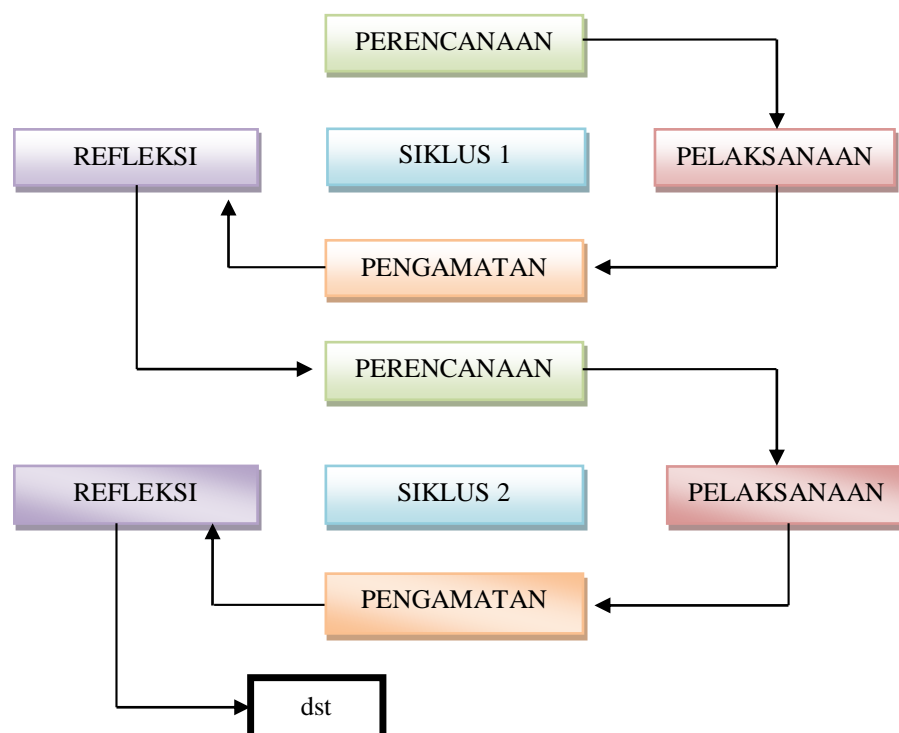 PERENCANAAN
REFLEKSI
SIKLUS 1
PELAKSANAAN
PENGAMATAN
PERENCANAAN
REFLEKSI
SIKLUS 2
PELAKSANAAN
PENGAMATAN
dst